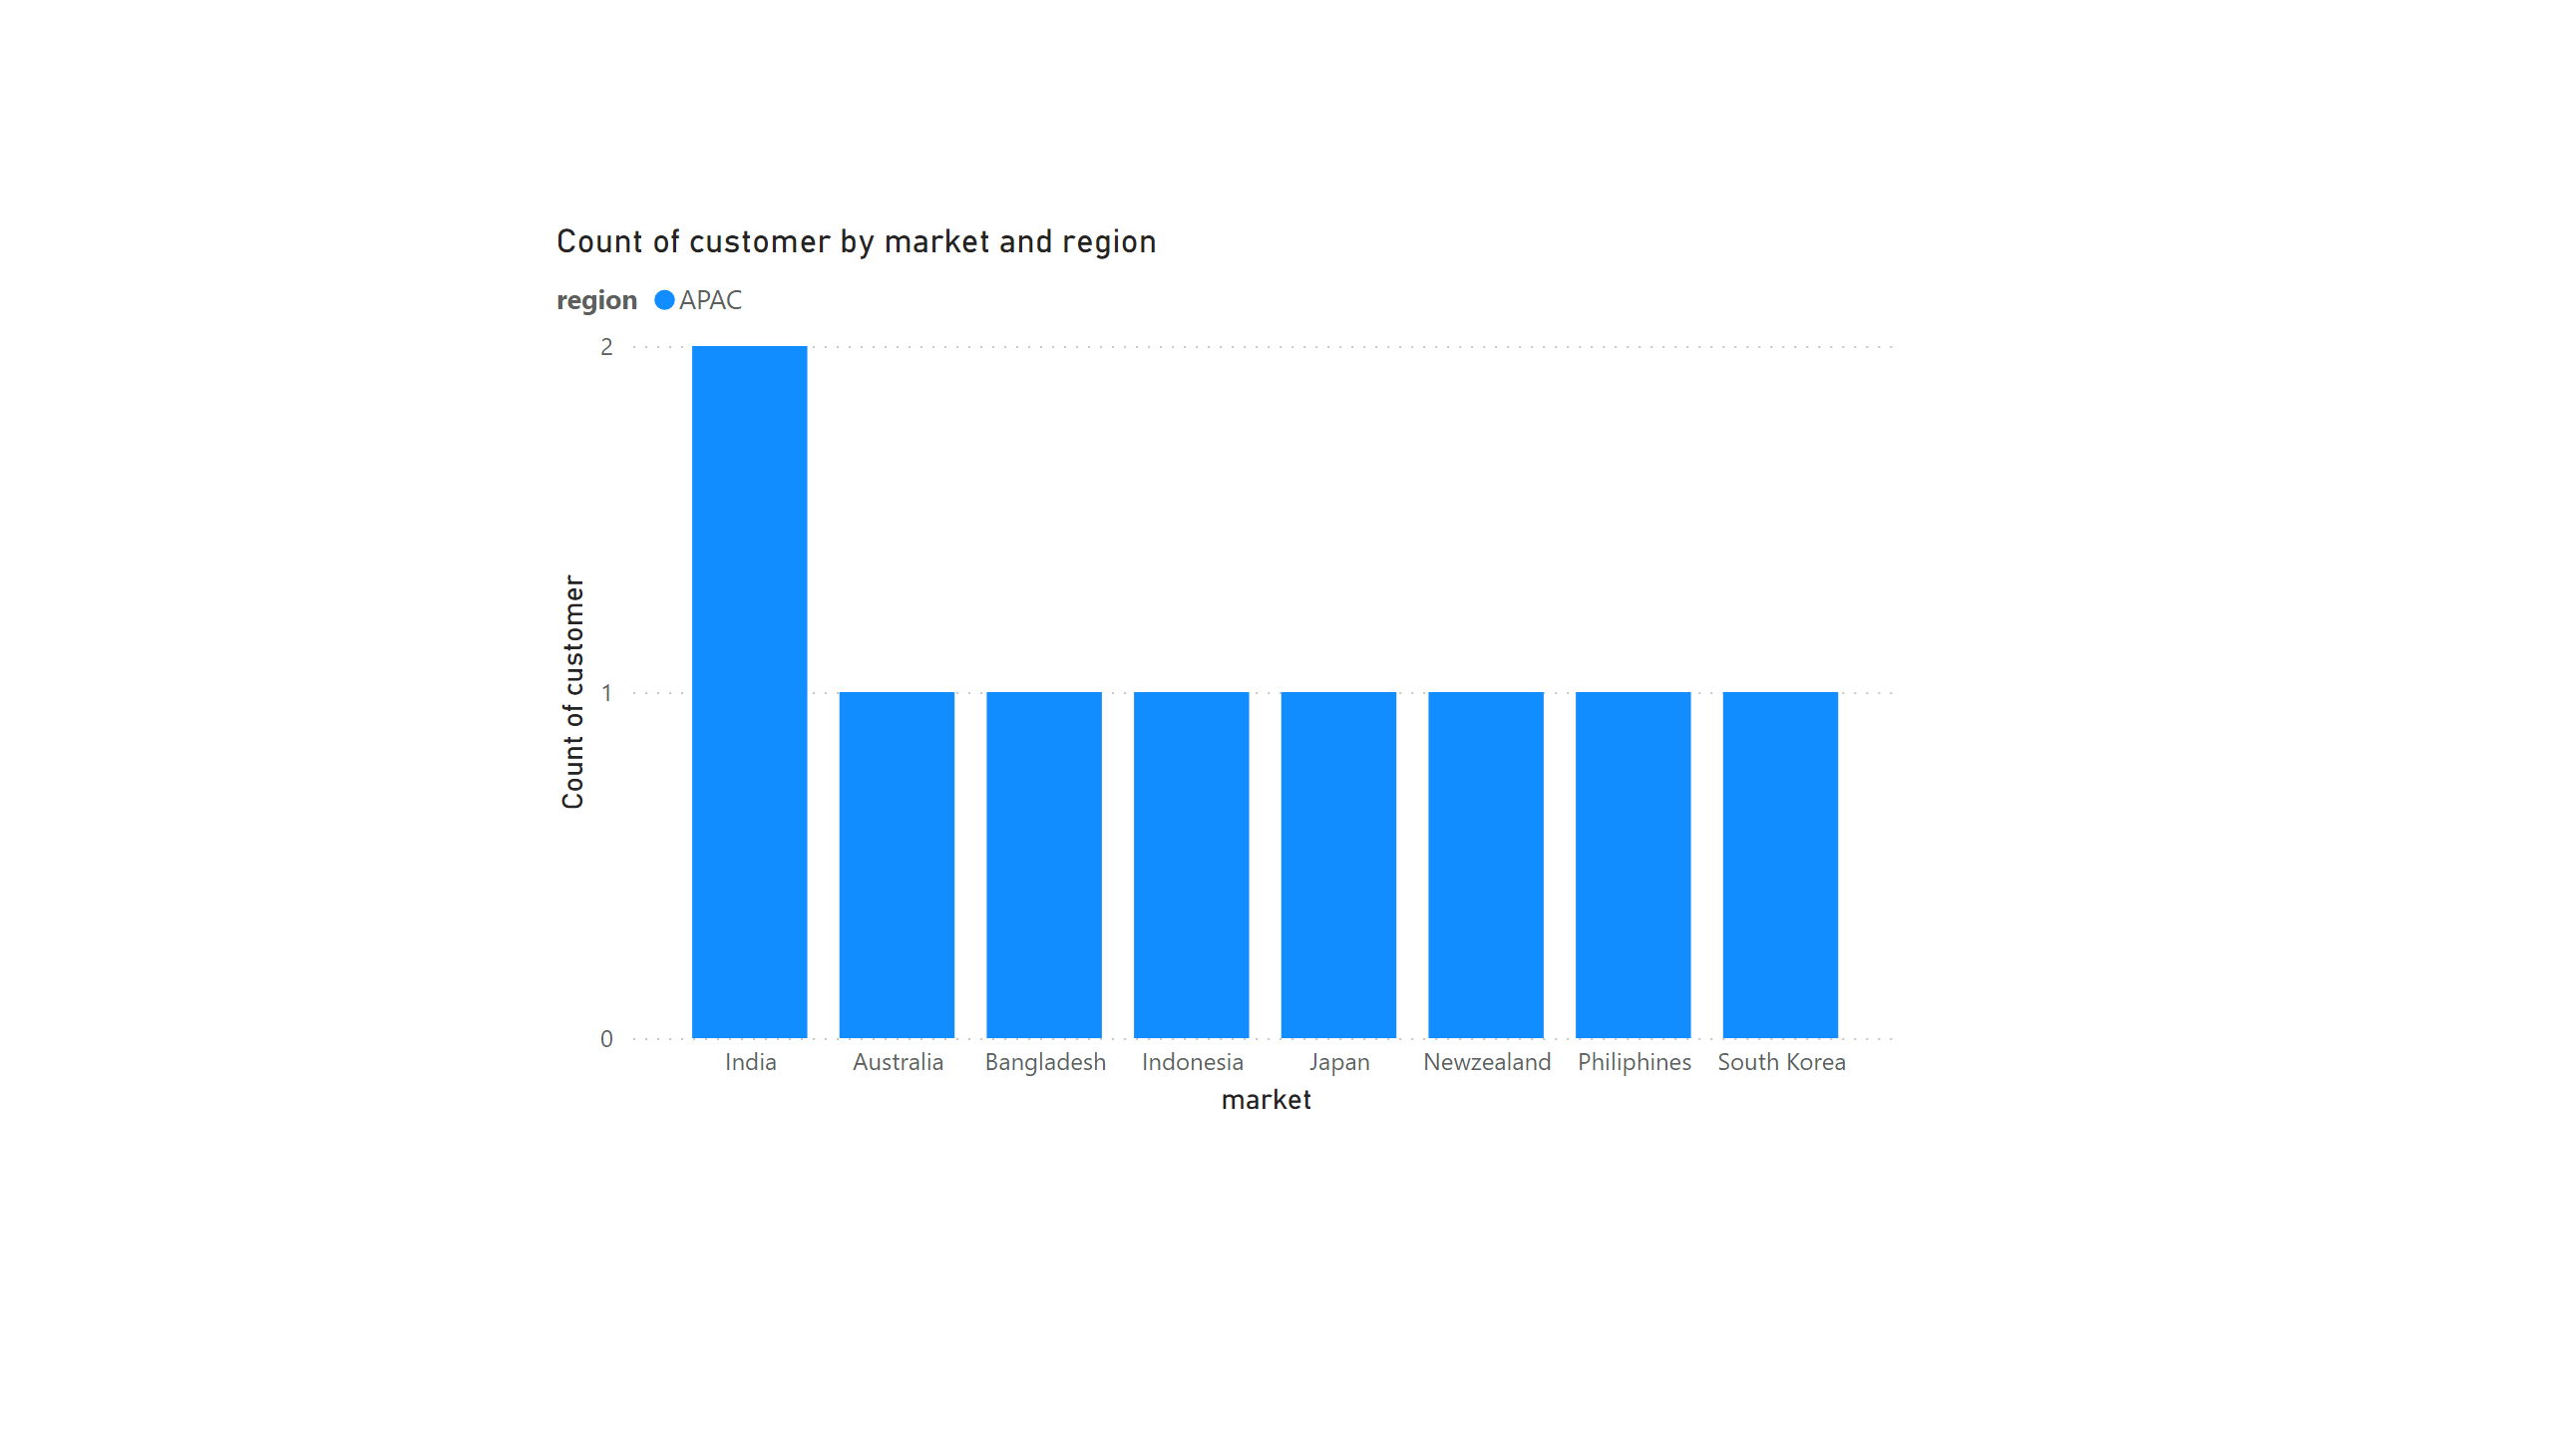 Count of customer by market and region
region APAC
2
1
0
Count of customer
India Australia Bangladesh Indonesia Japan Newzealand Philiphines South Korea
market